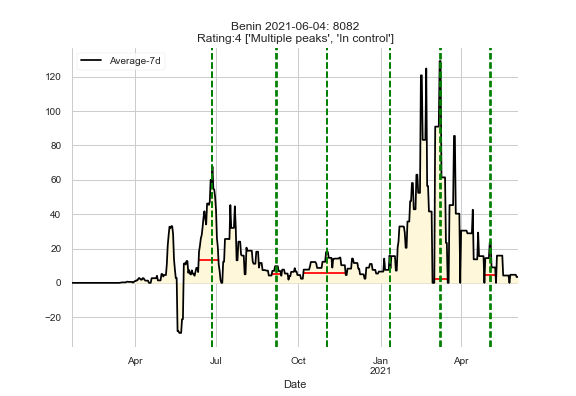 Benin 2021-06-04: 8082
Rating:4 ['Multiple peaks', 'In control']
Average-7d
120
100
80
60
40
20
0
−20
Apr
Jul
Oct
Jan
2021
Apr
Date